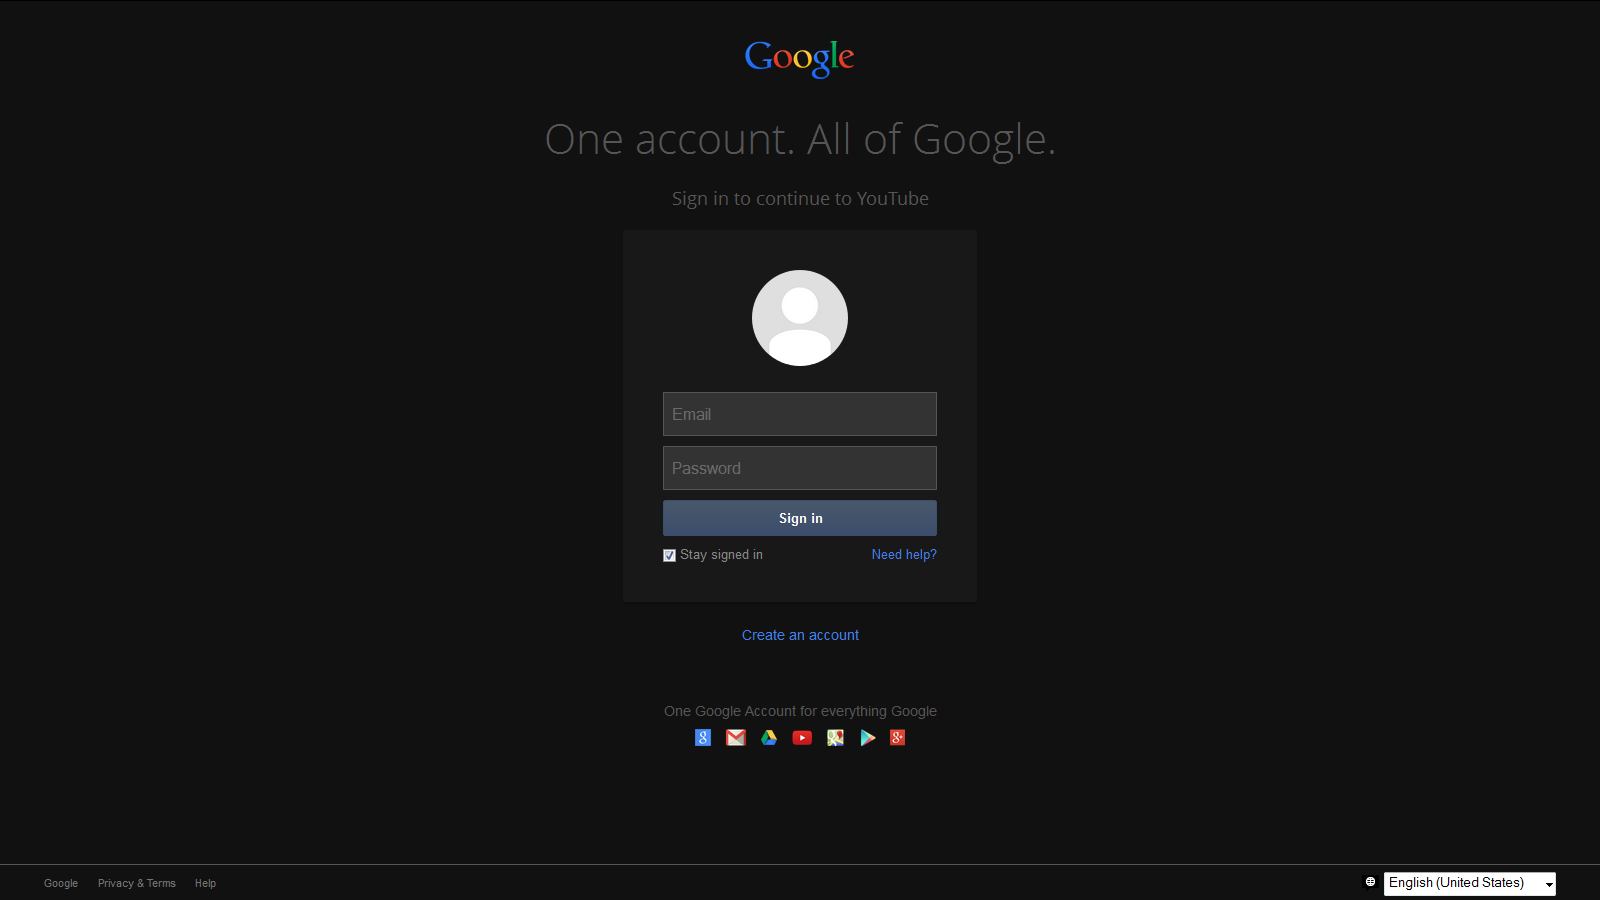 Google
One account. All of Google.
Sign in to continue to YouTube
Email
Password
Sign in
Stay signed in
Need help?
Create an account
One Google Account for everything Google
Google
Privacy & Terms
Help
English (United States)